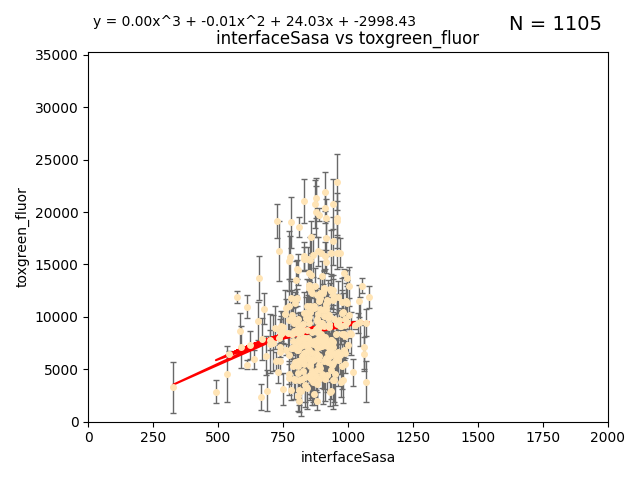 y = 0.00x^3 + -0.01x^2 + 24.03x + -2998.43
N = 1105
interfaceSasa vs toxgreen_fluor
35000
30000
25000
20000
15000
10000
5000
0
toxgreen_fluor
0 250 500 750 1000 1250 1500 1750 2000
interfaceSasa